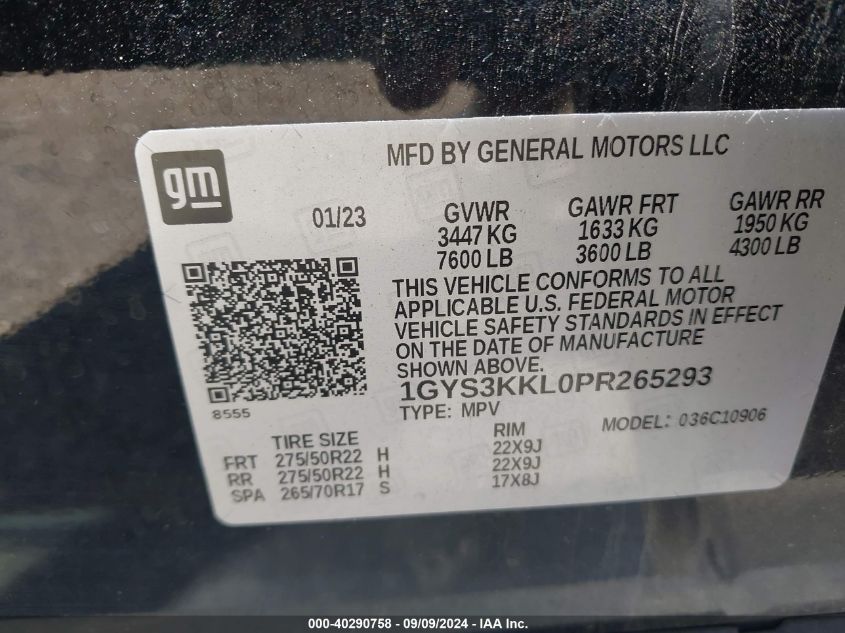 gm
MFD BY GENERAL MOTORS LLC
01/23
GVWR
3447 KG
7600 LB
GAWR FRT
1633 KG
3600 LB
GAWR RR
1950 KG
4300 LB
THIS VEHICLE CONFORMS TO ALL
APPLICABLE U.S. FEDERAL MOTOR
VEHICLE SAFETY STANDARDS IN EFFECT
ON THE DATE OF MANUFACTURE
SHOWN ABOVE.
1GYS3KKL0PR265293
TYPE: MPV
8555
MODEL: 036C10906
TIRE SIZE RIM
FRT 275/50R22 H 22X9J
RR 275/50R22 H 22X9J
SPA 265/70R17 S 17X8J
000-40290758 - 09/09/2024 - IAA Inc.